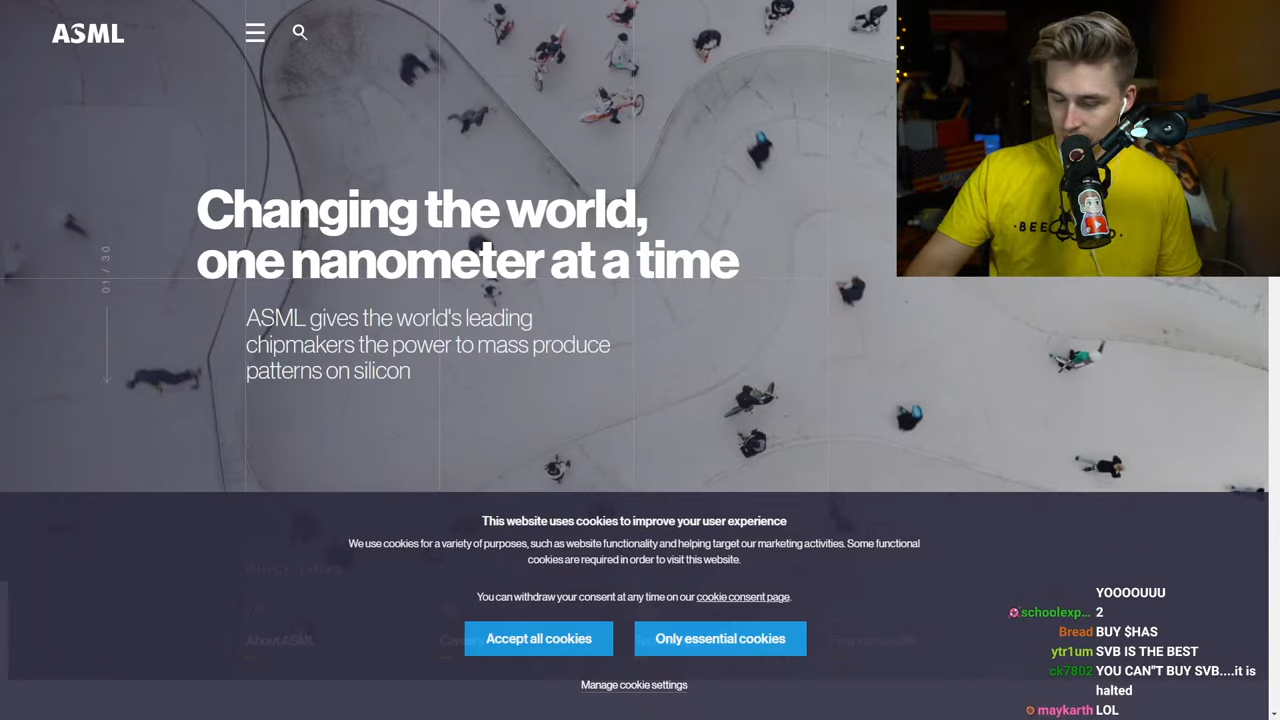 ASML
01 / 30
Changing the world,
one nanometer at a time
ASML gives the world's leading
chipmakers the power to mass produce
patterns on silicon
This website uses cookies to improve your user experience
We use cookies for a variety of purposes, such as website functionality and helping target our marketing activities. Some functional
cookies are required in order to visit this website.
QUICK LINKS
You can withdraw your consent at any time on our cookie consent page.
Accept all cookies
Only essential cookies
About ASML
Manage cookie settings
YOOOOUUU
schoolexp... 2
Bread BUY $HAS
ytr1um SVB IS THE BEST
ck7802 YOU CAN"T BUY SVB....it is
halted
maykarth LOL